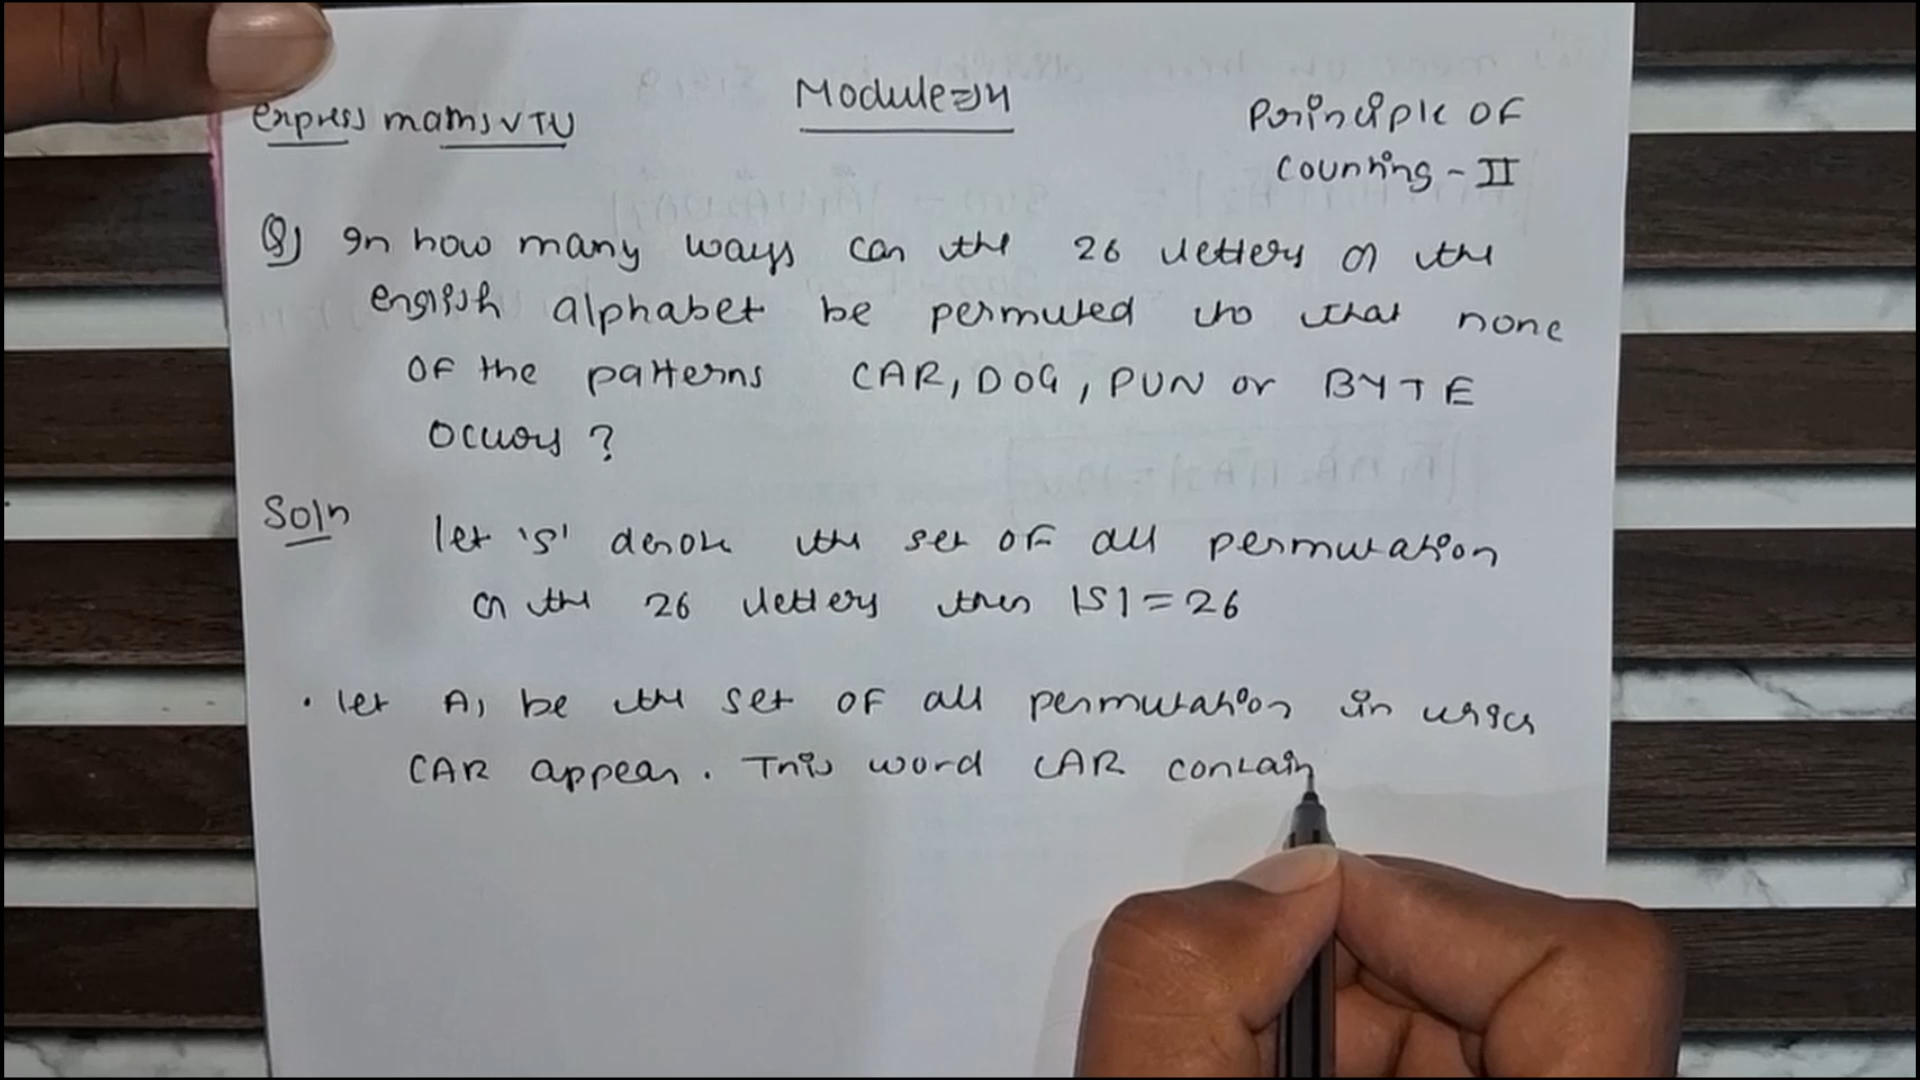 express maths VTU
Module⇒4
Principle OF
Counting - II
Q) In how many ways can the 26 letters of the
english alphabet be permuted so that none
OF the patterns CAR, DOG, PUN or BYTE
Occurs ?
Soln
let 'S' denote the set OF all permutation
of the 26 letters then |S| = 26
• let A1 be the set OF all permutation in which
CAR appear. This word CAR contain